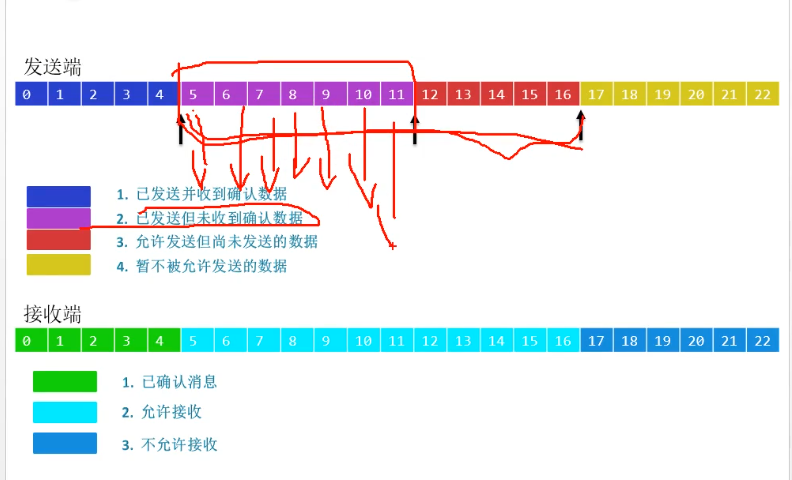 发送端
0 1 2 3 4 5 6 7 8 9 10 11 12 13 14 15 16 17 18 19 20 21 22
1. 已发送并收到确认数据
2. 已发送但未收到确认数据
3. 允许发送但尚未发送的数据
4. 暂不被允许发送的数据
接收端
0 1 2 3 4 5 6 7 8 9 10 11 12 13 14 15 16 17 18 19 20 21 22
1. 已确认消息
2. 允许接收
3. 不允许接收